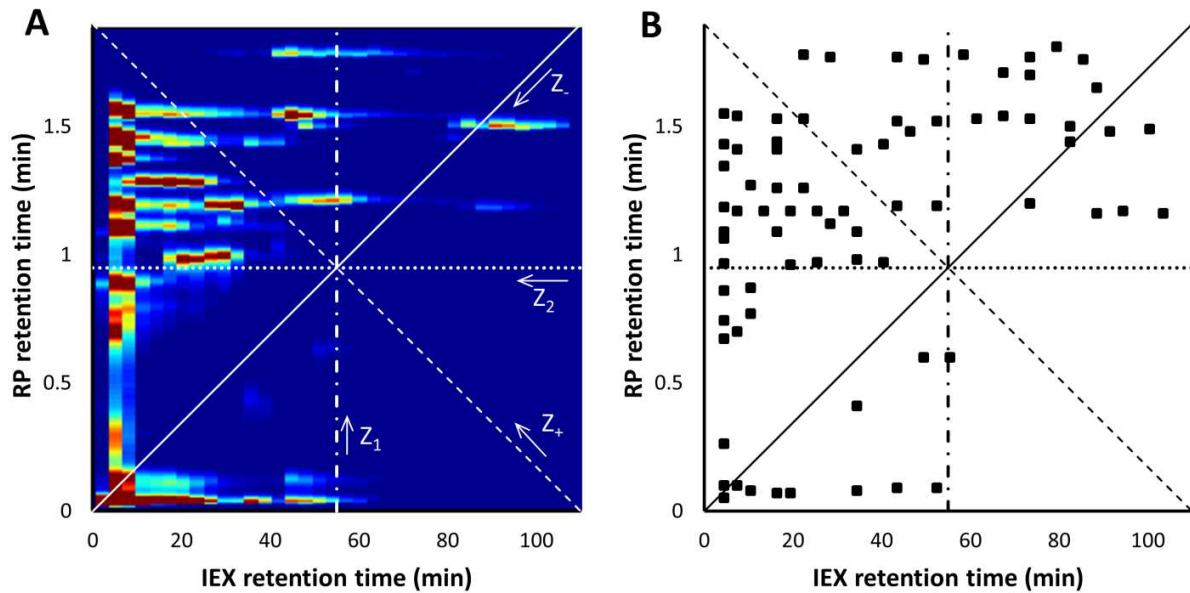 A
RP retention time (min)
1.5
1
0.5
0
0
20
40
60
80
100
IEX retention time (min)
Z-
Z2
Z1
Z+
B
RP retention time (min)
1.5
1
0.5
0
0
20
40
60
80
100
IEX retention time (min)